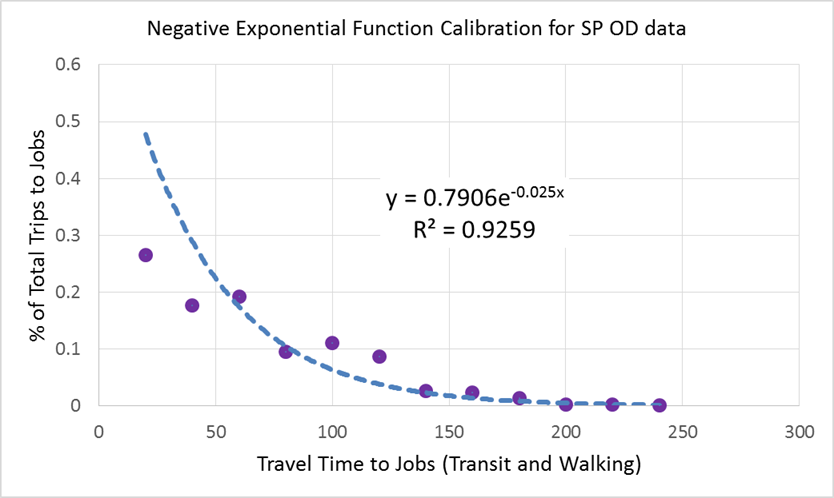 Negative Exponential Function Calibration for SP OD data
% of Total Trips to Jobs
0.6
0.5
0.4
0.3
0.2
0.1
0
y = 0.7906e^-0.025x
R² = 0.9259
0 50 100 150 200 250 300
Travel Time to Jobs (Transit and Walking)